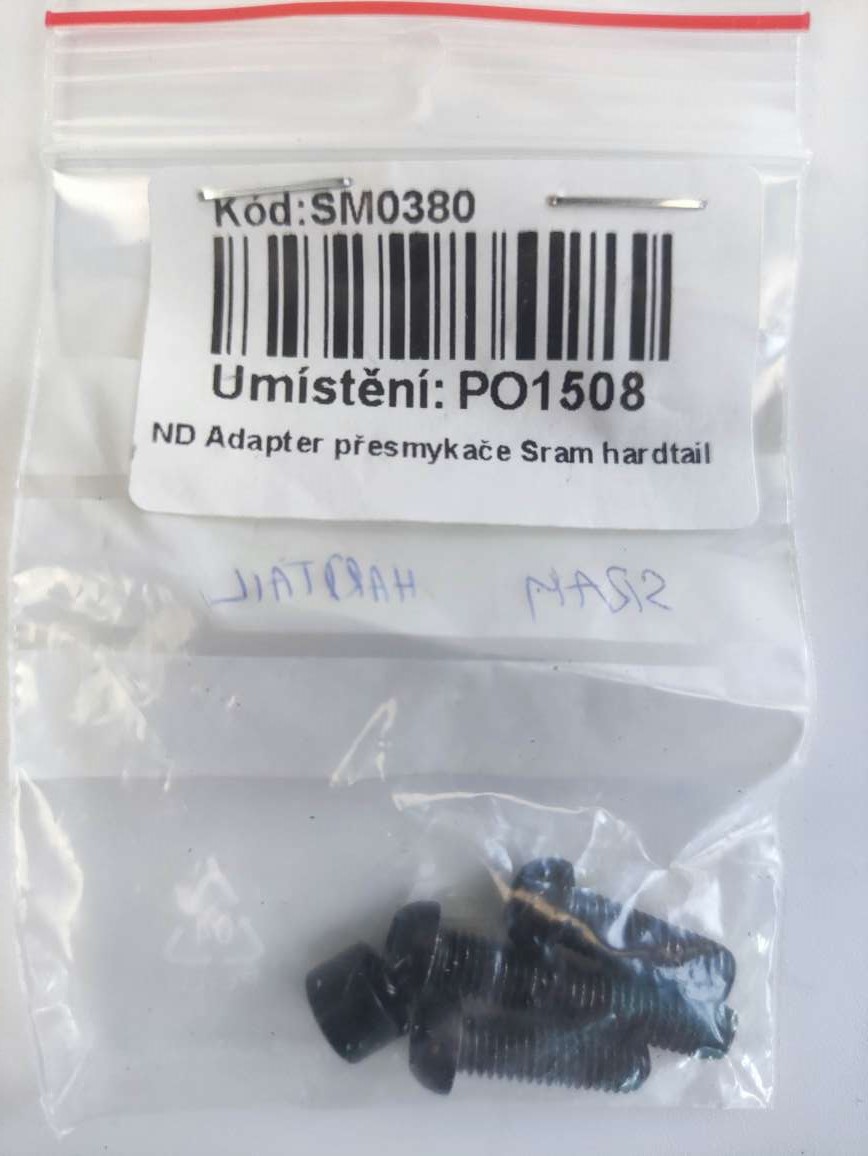 Kód:SM0380
Umístění: PO1508
ND Adapter přesmykače Sram hardtail
SRAM HARDTAIL